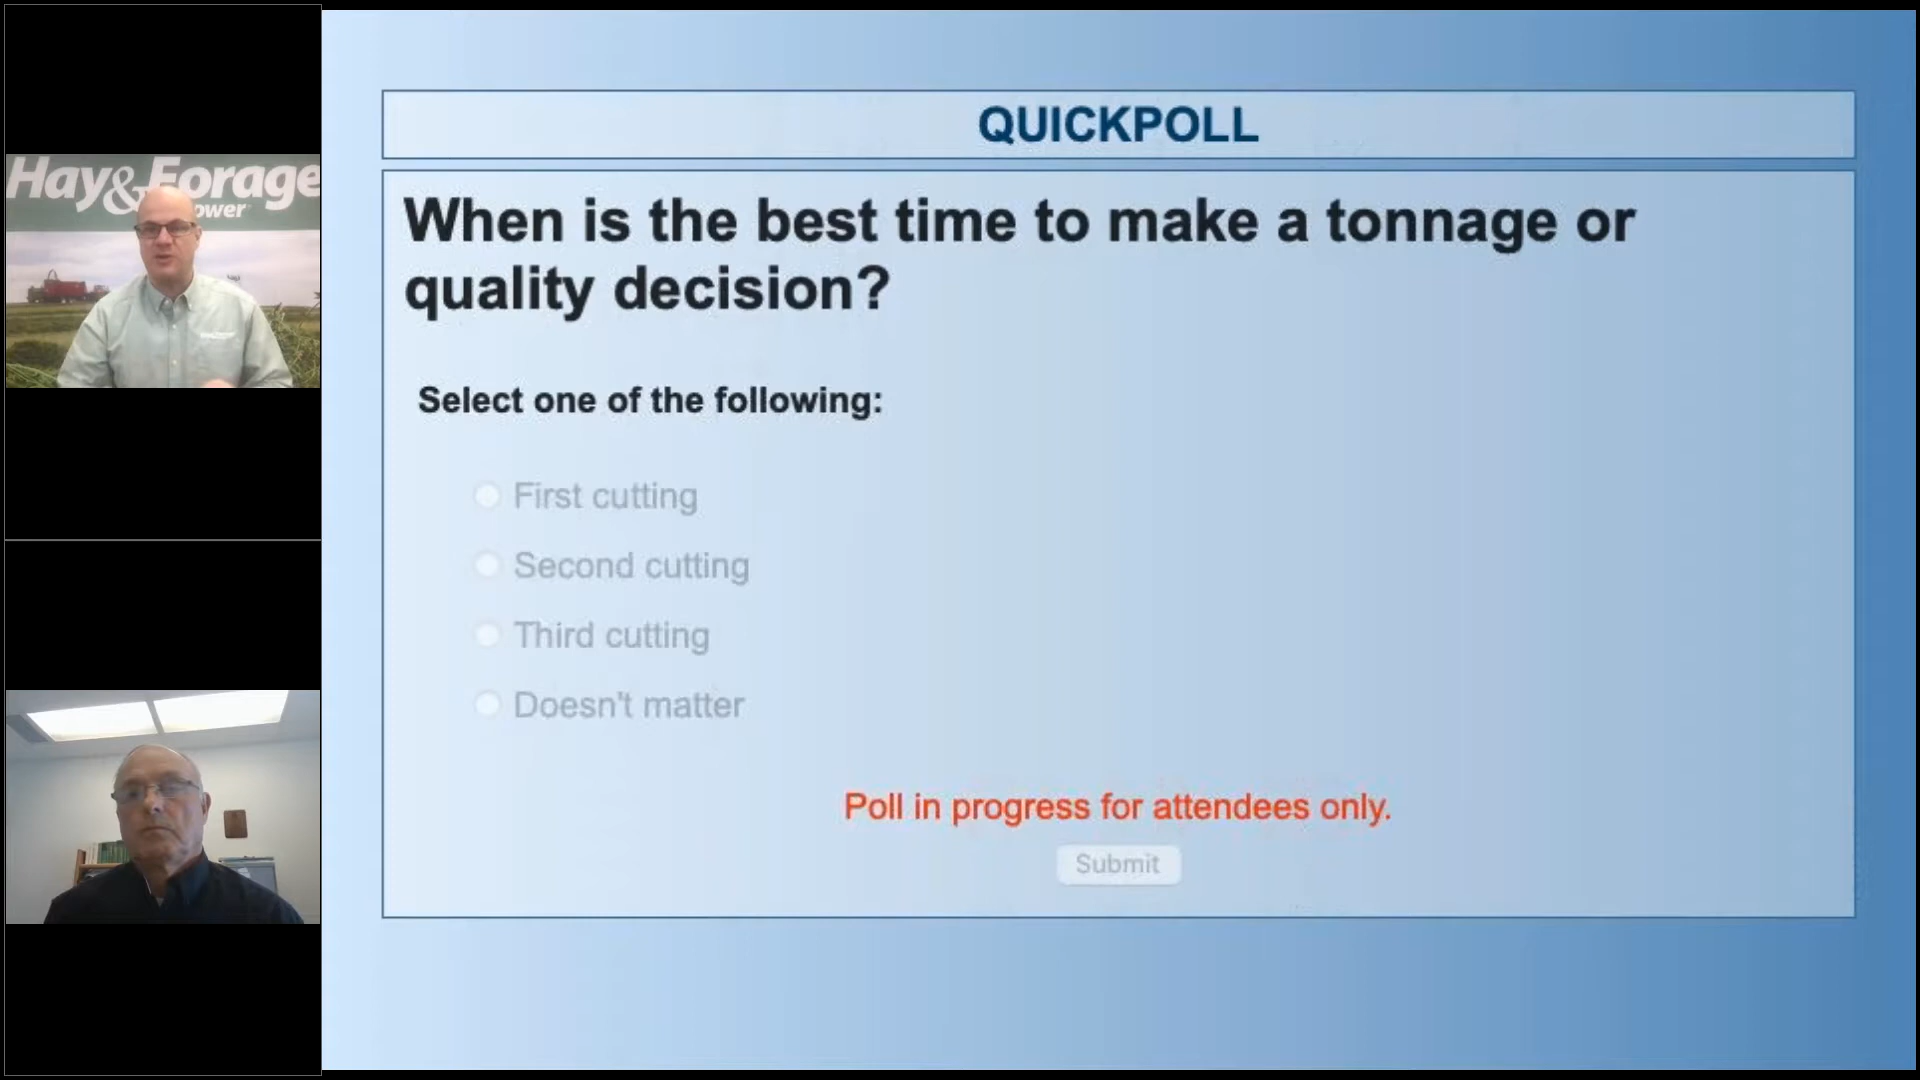 Hay&Forage
ower
QUICKPOLL
When is the best time to make a tonnage or
quality decision?
Select one of the following:
First cutting
Second cutting
Third cutting
Doesn't matter
Poll in progress for attendees only.
Submit